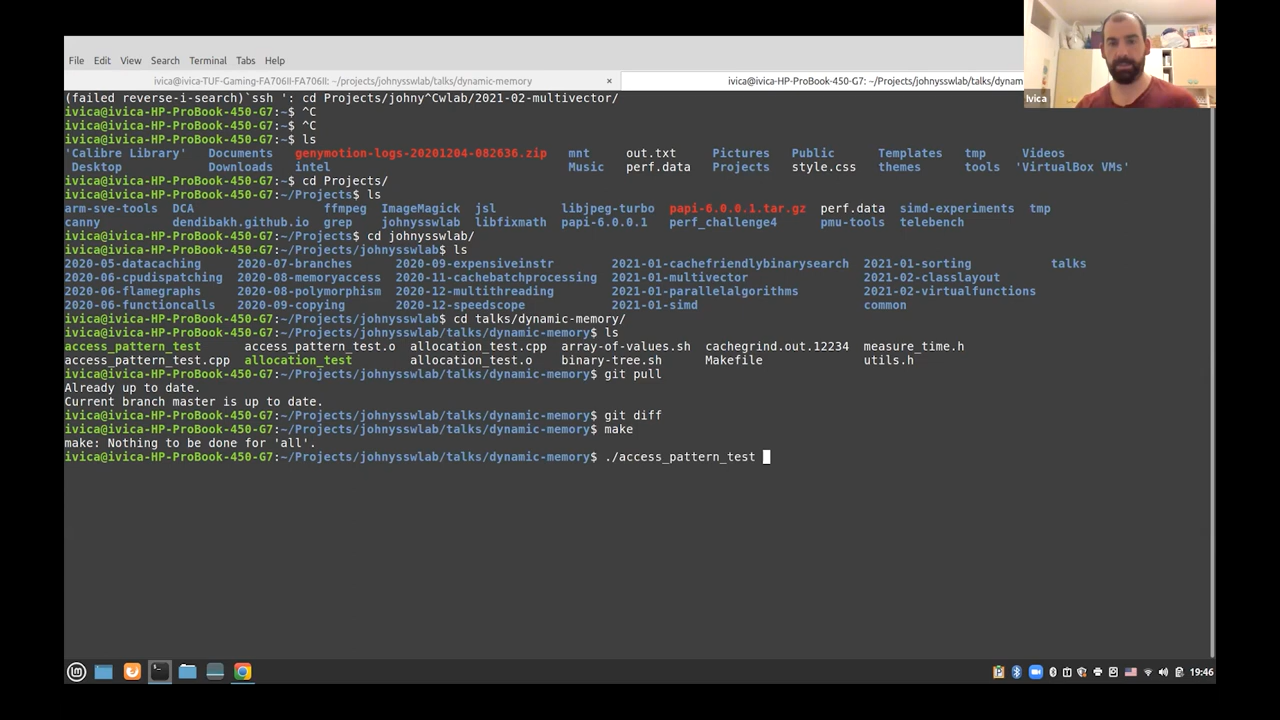 File Edit View Search Terminal Tabs Help
ivica@ivica-TUF-Gaming-FA706II-FA706II: ~/projects/johnysswlab/talks/dynamic-memory × ivica@ivica-HP-ProBook-450-G7: ~/Projects/johnysswlab/talks/dynam
Ivica
(failed reverse-i-search)`ssh ': cd Projects/johny^Cwlab/2021-02-multivector/
ivica@ivica-HP-ProBook-450-G7:~$ ^C
ivica@ivica-HP-ProBook-450-G7:~$ ^C
ivica@ivica-HP-ProBook-450-G7:~$ ls
'Calibre Library' Documents genymotion-logs-20201204-082636.zip mnt out.txt Pictures Public Templates tmp Videos
Desktop Downloads intel Music perf.data Projects style.css themes tools 'VirtualBox VMs'
ivica@ivica-HP-ProBook-450-G7:~$ cd Projects/
ivica@ivica-HP-ProBook-450-G7:~/Projects$ ls
arm-sve-tools DCA ffmpeg ImageMagick jsl libjpeg-turbo papi-6.0.0.1.tar.gz perf.data simd-experiments tmp
canny dendibakh.github.io grep johnysswlab libfixmath papi-6.0.0.1 perf_challenge4 pmu-tools telebench
ivica@ivica-HP-ProBook-450-G7:~/Projects$ cd johnysswlab/
ivica@ivica-HP-ProBook-450-G7:~/Projects/johnysswlab$ ls
2020-05-datacaching 2020-07-branches 2020-09-expensiveinstr 2021-01-cachefriendlybinarysearch 2021-01-sorting talks
2020-06-cpudispatching 2020-08-memoryaccess 2020-11-cachebatchprocessing 2021-01-multivector 2021-02-classlayout
2020-06-flamegraphs 2020-08-polymorphism 2020-12-multithreading 2021-01-parallelalgorithms 2021-02-virtualfunctions
2020-06-functioncalls 2020-09-copying 2020-12-speedscope 2021-01-simd common
ivica@ivica-HP-ProBook-450-G7:~/Projects/johnysswlab$ cd talks/dynamic-memory/
ivica@ivica-HP-ProBook-450-G7:~/Projects/johnysswlab/talks/dynamic-memory$ ls
access_pattern_test access_pattern_test.o allocation_test.cpp array-of-values.sh cachegrind.out.12234 measure_time.h
access_pattern_test.cpp allocation_test allocation_test.o binary-tree.sh Makefile utils.h
ivica@ivica-HP-ProBook-450-G7:~/Projects/johnysswlab/talks/dynamic-memory$ git pull
Already up to date.
Current branch master is up to date.
ivica@ivica-HP-ProBook-450-G7:~/Projects/johnysswlab/talks/dynamic-memory$ git diff
ivica@ivica-HP-ProBook-450-G7:~/Projects/johnysswlab/talks/dynamic-memory$ make
make: Nothing to be done for 'all'.
ivica@ivica-HP-ProBook-450-G7:~/Projects/johnysswlab/talks/dynamic-memory$ ./access_pattern_test
19:46